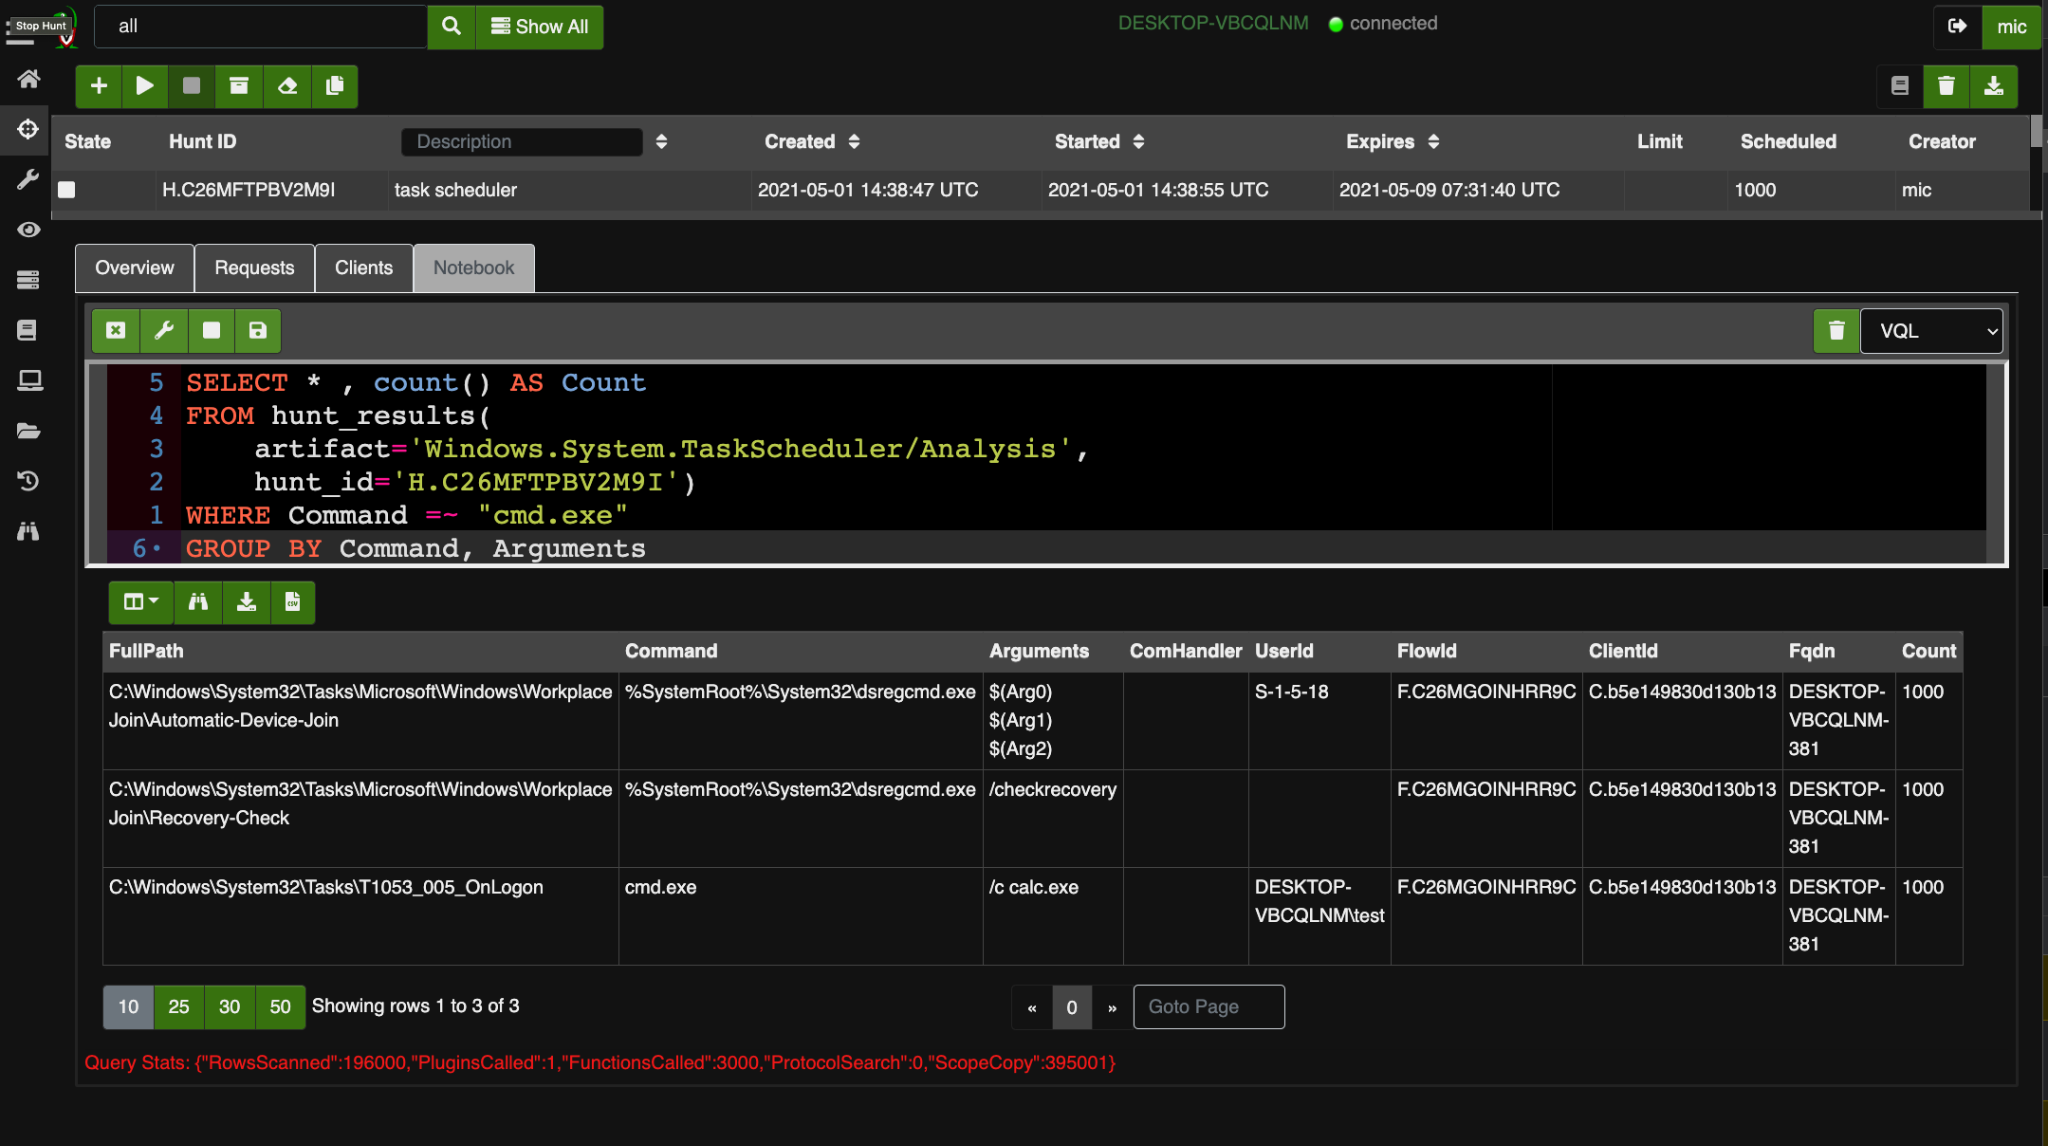 Stop Hunt
all
Show All
DESKTOP-VBCQLNM connected
mic
State Hunt ID Description Created Started Expires Limit Scheduled Creator
H.C26MFTPBV2M9I task scheduler 2021-05-01 14:38:47 UTC 2021-05-01 14:38:55 UTC 2021-05-09 07:31:40 UTC 1000 mic
Overview Requests Clients Notebook
VQL
5 SELECT * , count() AS Count
4 FROM hunt_results(
3 artifact='Windows.System.TaskScheduler/Analysis',
2 hunt_id='H.C26MFTPBV2M9I')
1 WHERE Command =~ "cmd.exe"
6· GROUP BY Command, Arguments
CSV
FullPath Command Arguments ComHandler UserId FlowId ClientId Fqdn Count
C:\Windows\System32\Tasks\Microsoft\Windows\Workplace %SystemRoot%\System32\dsregcmd.exe $(Arg0) S-1-5-18 F.C26MGOINHRR9C C.b5e149830d130b13 DESKTOP- 1000
Join\Automatic-Device-Join $(Arg1) VBCQLNM-
$(Arg2) 381
C:\Windows\System32\Tasks\Microsoft\Windows\Workplace %SystemRoot%\System32\dsregcmd.exe /checkrecovery F.C26MGOINHRR9C C.b5e149830d130b13 DESKTOP- 1000
Join\Recovery-Check VBCQLNM-
381
C:\Windows\System32\Tasks\T1053_005_OnLogon cmd.exe /c calc.exe DESKTOP- F.C26MGOINHRR9C C.b5e149830d130b13 DESKTOP- 1000
VBCQLNM\test VBCQLNM-
381
10 25 30 50 Showing rows 1 to 3 of 3 « 0 » Goto Page
Query Stats: {"RowsScanned":196000,"PluginsCalled":1,"FunctionsCalled":3000,"ProtocolSearch":0,"ScopeCopy":395001}